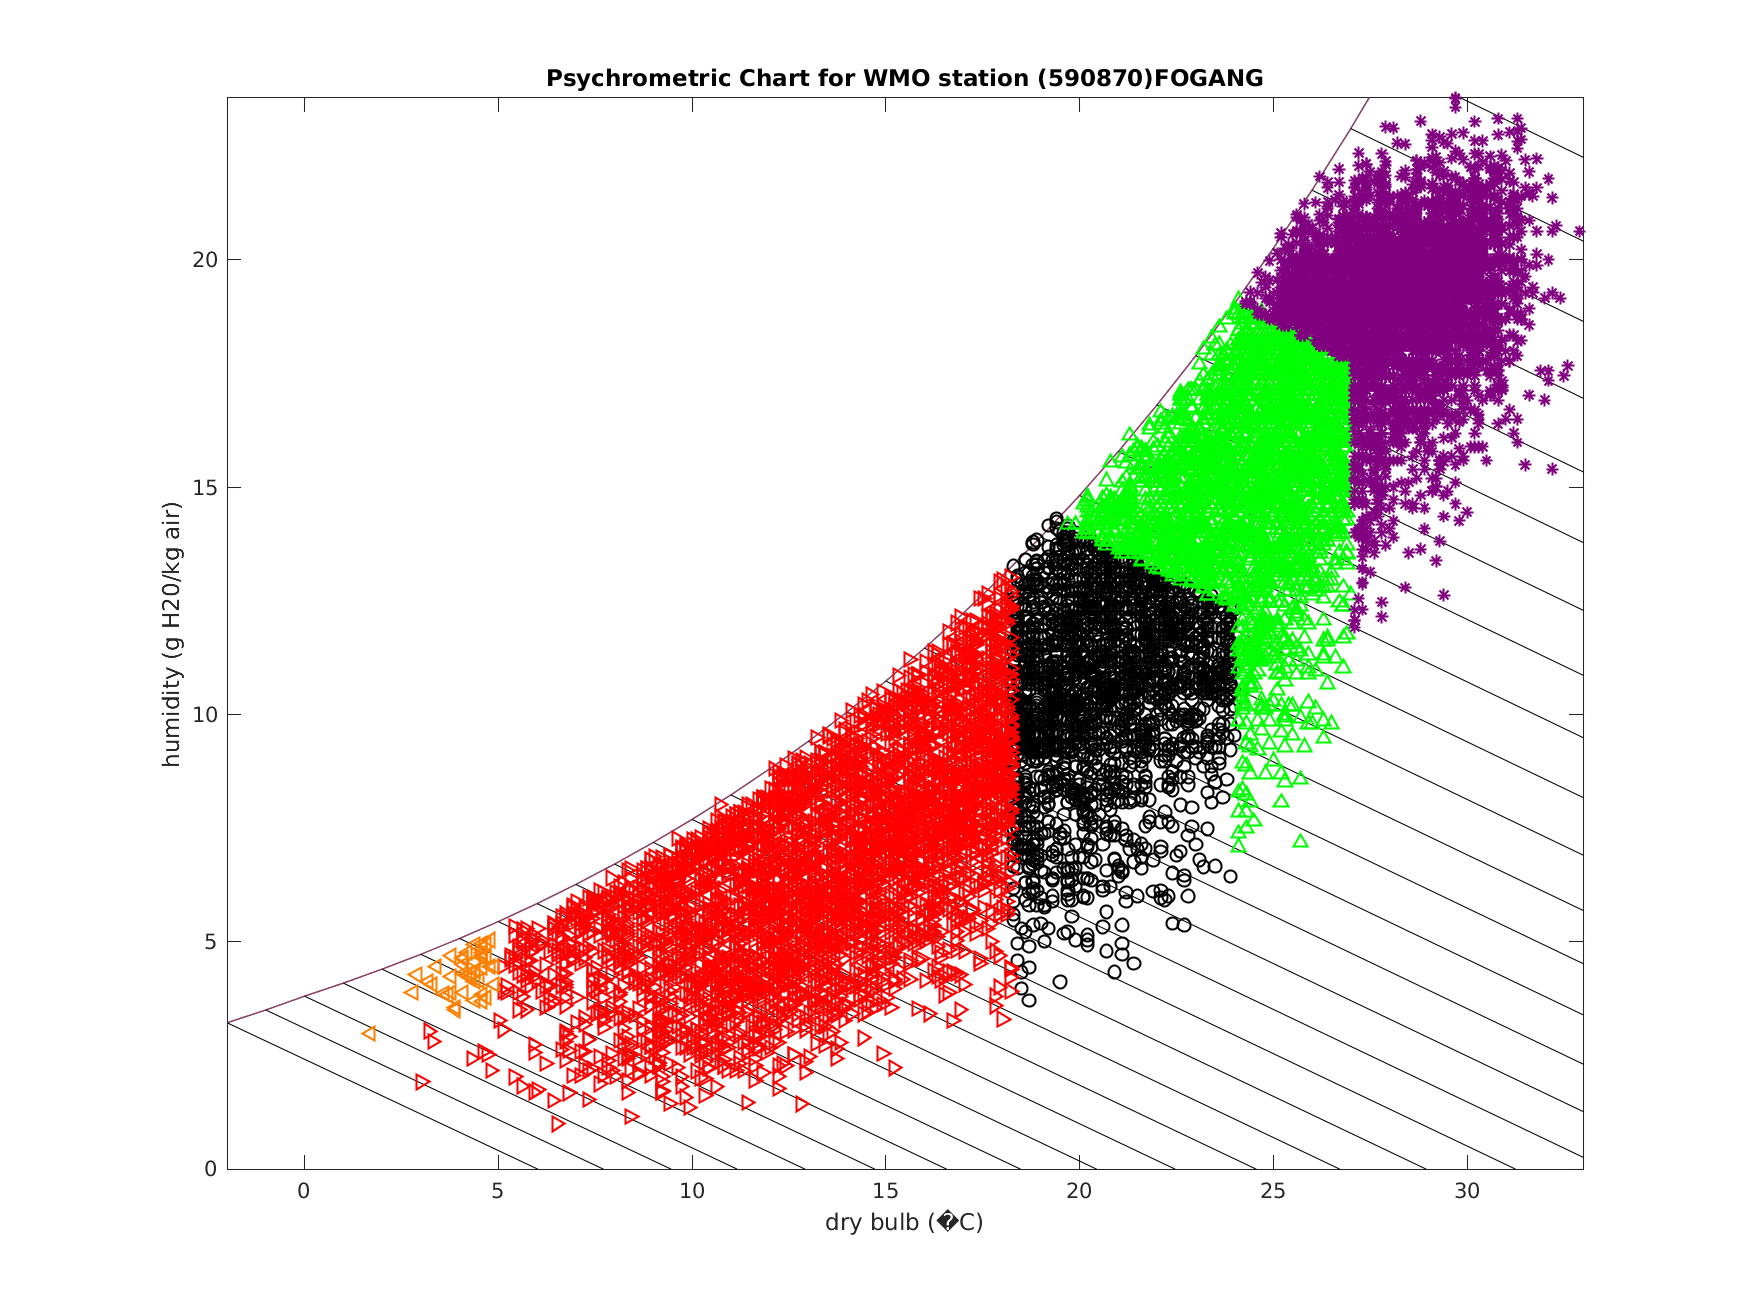 Psychrometric Chart for WMO station (590870)FOGANG
humidity (g H20/kg air)
20
15
10
5
0
0 5 10 15 20 25 30
dry bulb (�C)